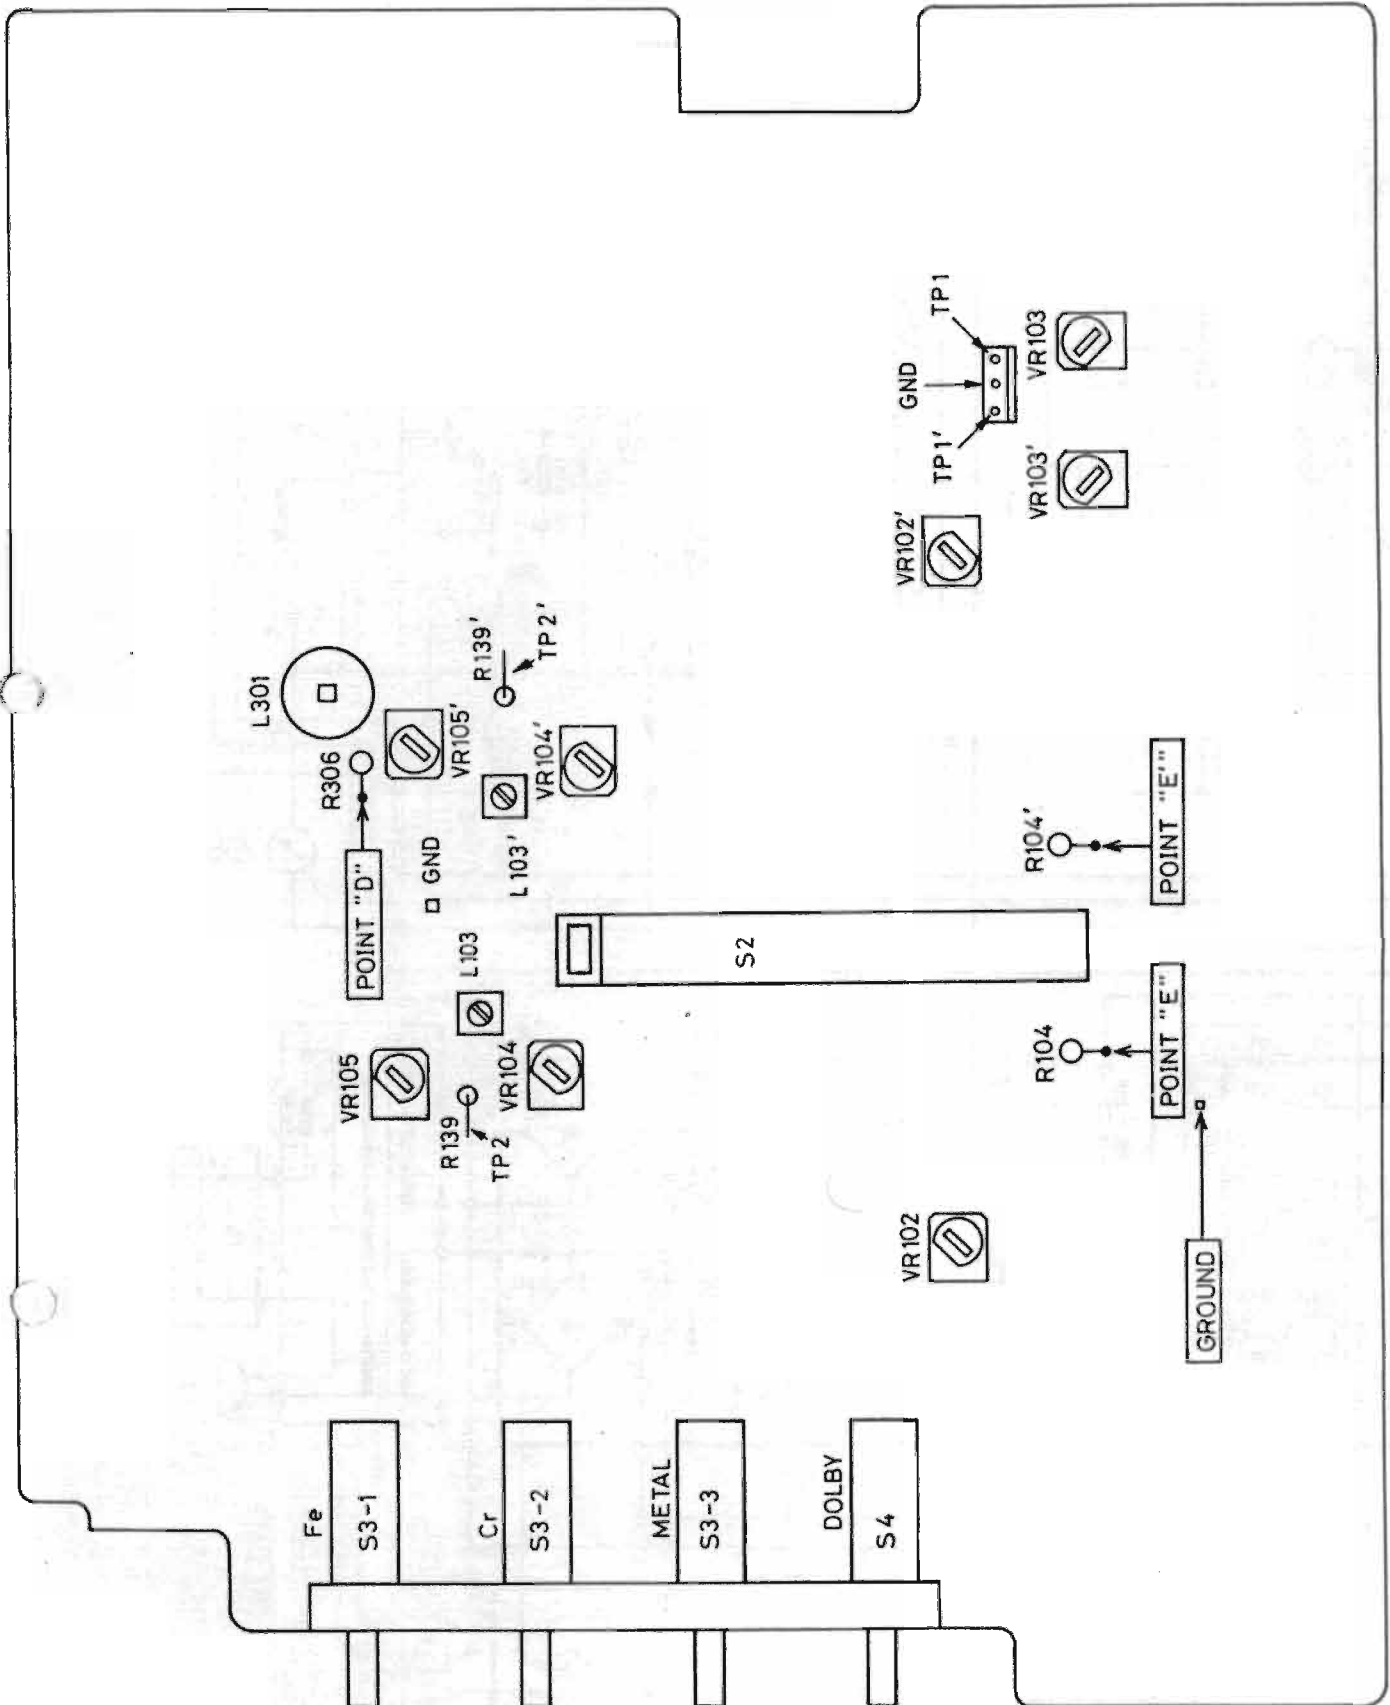 L301
R306
POINT "D"
VR105'
R139'
TP2'
VR104'
L103'
GND
L103
VR105
R139
TP2
VR104
S2
TP1
GND
TP1'
VR103
VR103'
VR102'
R104'
POINT "E'"
R104
POINT "E"
VR102
GROUND
Fe
S3-1
Cr
S3-2
METAL
S3-3
DOLBY
S4